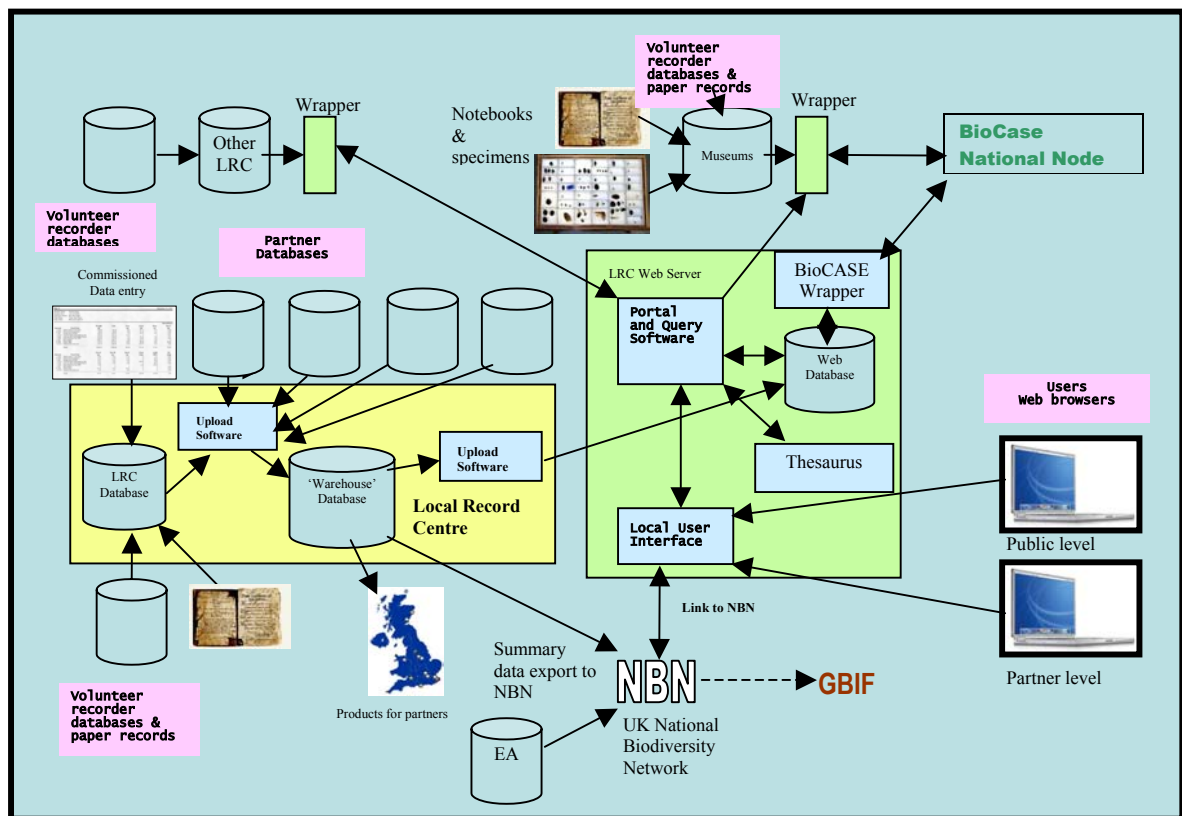 Volunteer
recorder
databases &
paper records
Wrapper
Wrapper
Notebooks
&
specimens
Other
LRC
Museums
BioCase
National Node
Volunteer
recorder
databases
Partner
Databases
Commissioned
Data entry
LRC Web Server
BioCASE
Wrapper
Portal
and Query
Software
Web
Database
Users
Web browsers
Upload
Software
Upload
Software
LRC
Database
'Warehouse'
Database
Local Record
Centre
Thesaurus
Local User
Interface
Public level
Link to NBN
Summary
data export to
NBN
NBN
GBIF
Partner level
Volunteer
recorder
databases &
paper records
Products for partners
EA
UK National
Biodiversity
Network